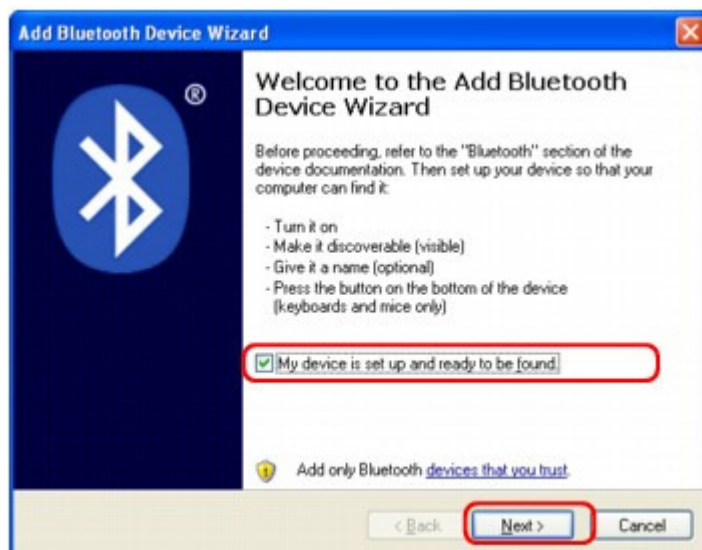 Add Bluetooth Device Wizard
®
Welcome to the Add Bluetooth
Device Wizard
Before proceeding, refer to the "Bluetooth" section of the
device documentation. Then set up your device so that your
computer can find it:
- Turn it on
- Make it discoverable (visible)
- Give it a name (optional)
- Press the button on the bottom of the device
(keyboards and mice only)
My device is set up and ready to be found.
Add only Bluetooth devices that you trust.
< Back
Next >
Cancel